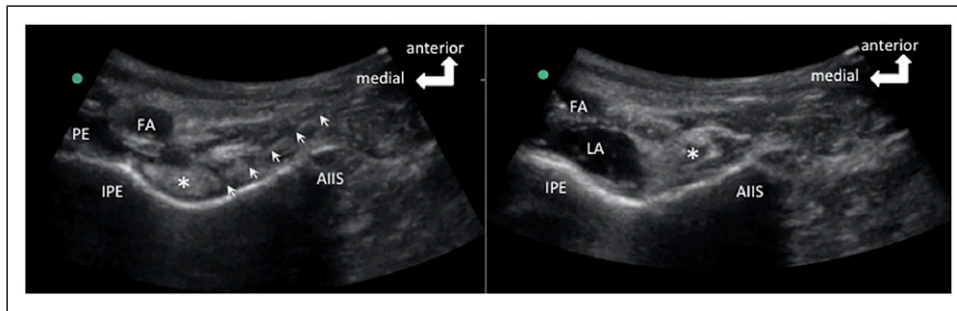 anterior
medial
FA
PE
*
IPE
AIIS
anterior
medial
FA
LA
*
IPE
AIIS